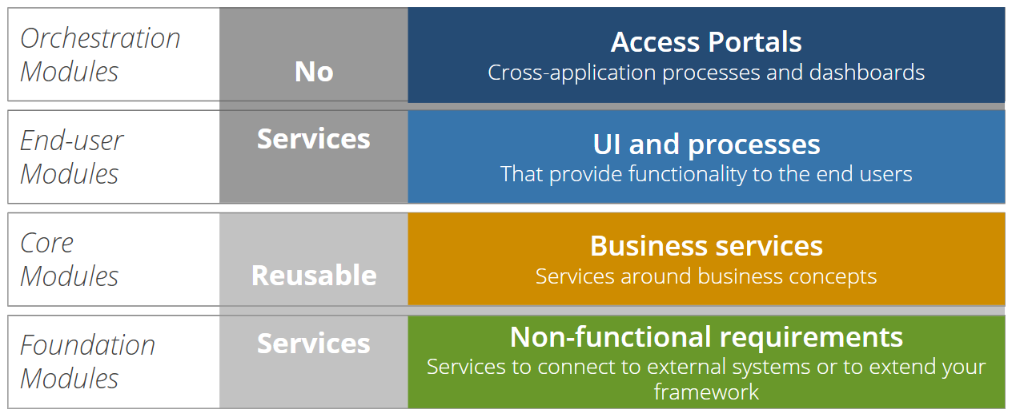 Orchestration
Modules
No
Access Portals
Cross-application processes and dashboards
End-user
Modules
Services
UI and processes
That provide functionality to the end users
Core
Modules
Reusable
Business services
Services around business concepts
Foundation
Modules
Services
Non-functional requirements
Services to connect to external systems or to extend your
framework